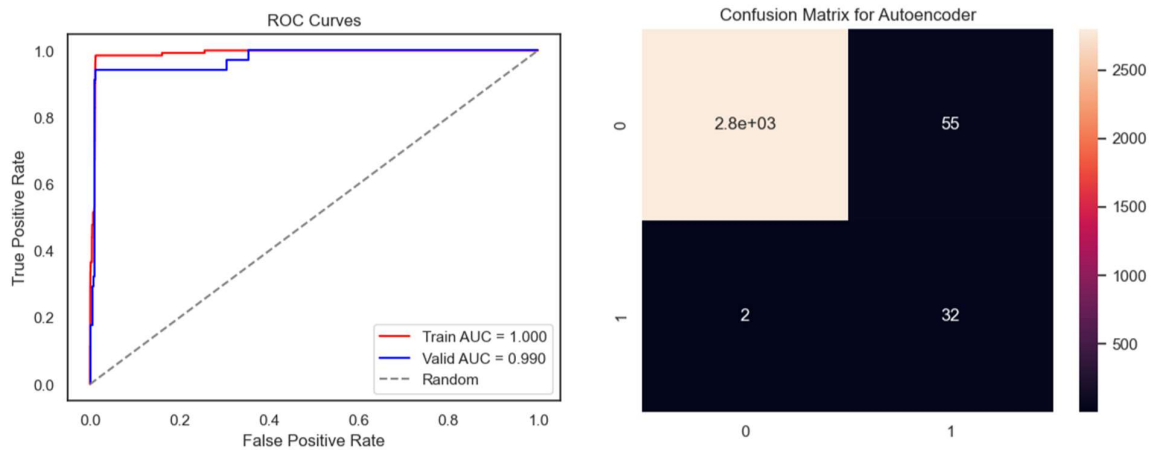 ROC Curves
True Positive Rate
1.0
0.8
0.6
0.4
0.2
0.0
0.0 0.2 0.4 0.6 0.8 1.0
False Positive Rate
Train AUC = 1.000
Valid AUC = 0.990
Random
Confusion Matrix for Autoencoder
0
1
2.8e+03 55
2 32
0 1
2500
2000
1500
1000
500